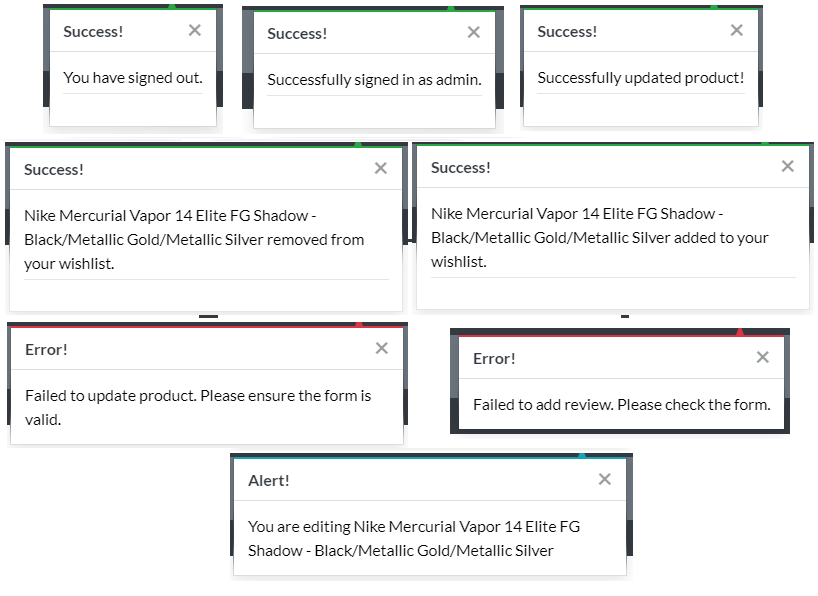 Success!
You have signed out.
Success!
Successfully signed in as admin.
Success!
Successfully updated product!
Success!
Nike Mercurial Vapor 14 Elite FG Shadow -
Black/Metallic Gold/Metallic Silver removed from
your wishlist.
Success!
Nike Mercurial Vapor 14 Elite FG Shadow -
Black/Metallic Gold/Metallic Silver added to your
wishlist.
Error!
Failed to update product. Please ensure the form is
valid.
Error!
Failed to add review. Please check the form.
Alert!
You are editing Nike Mercurial Vapor 14 Elite FG
Shadow - Black/Metallic Gold/Metallic Silver